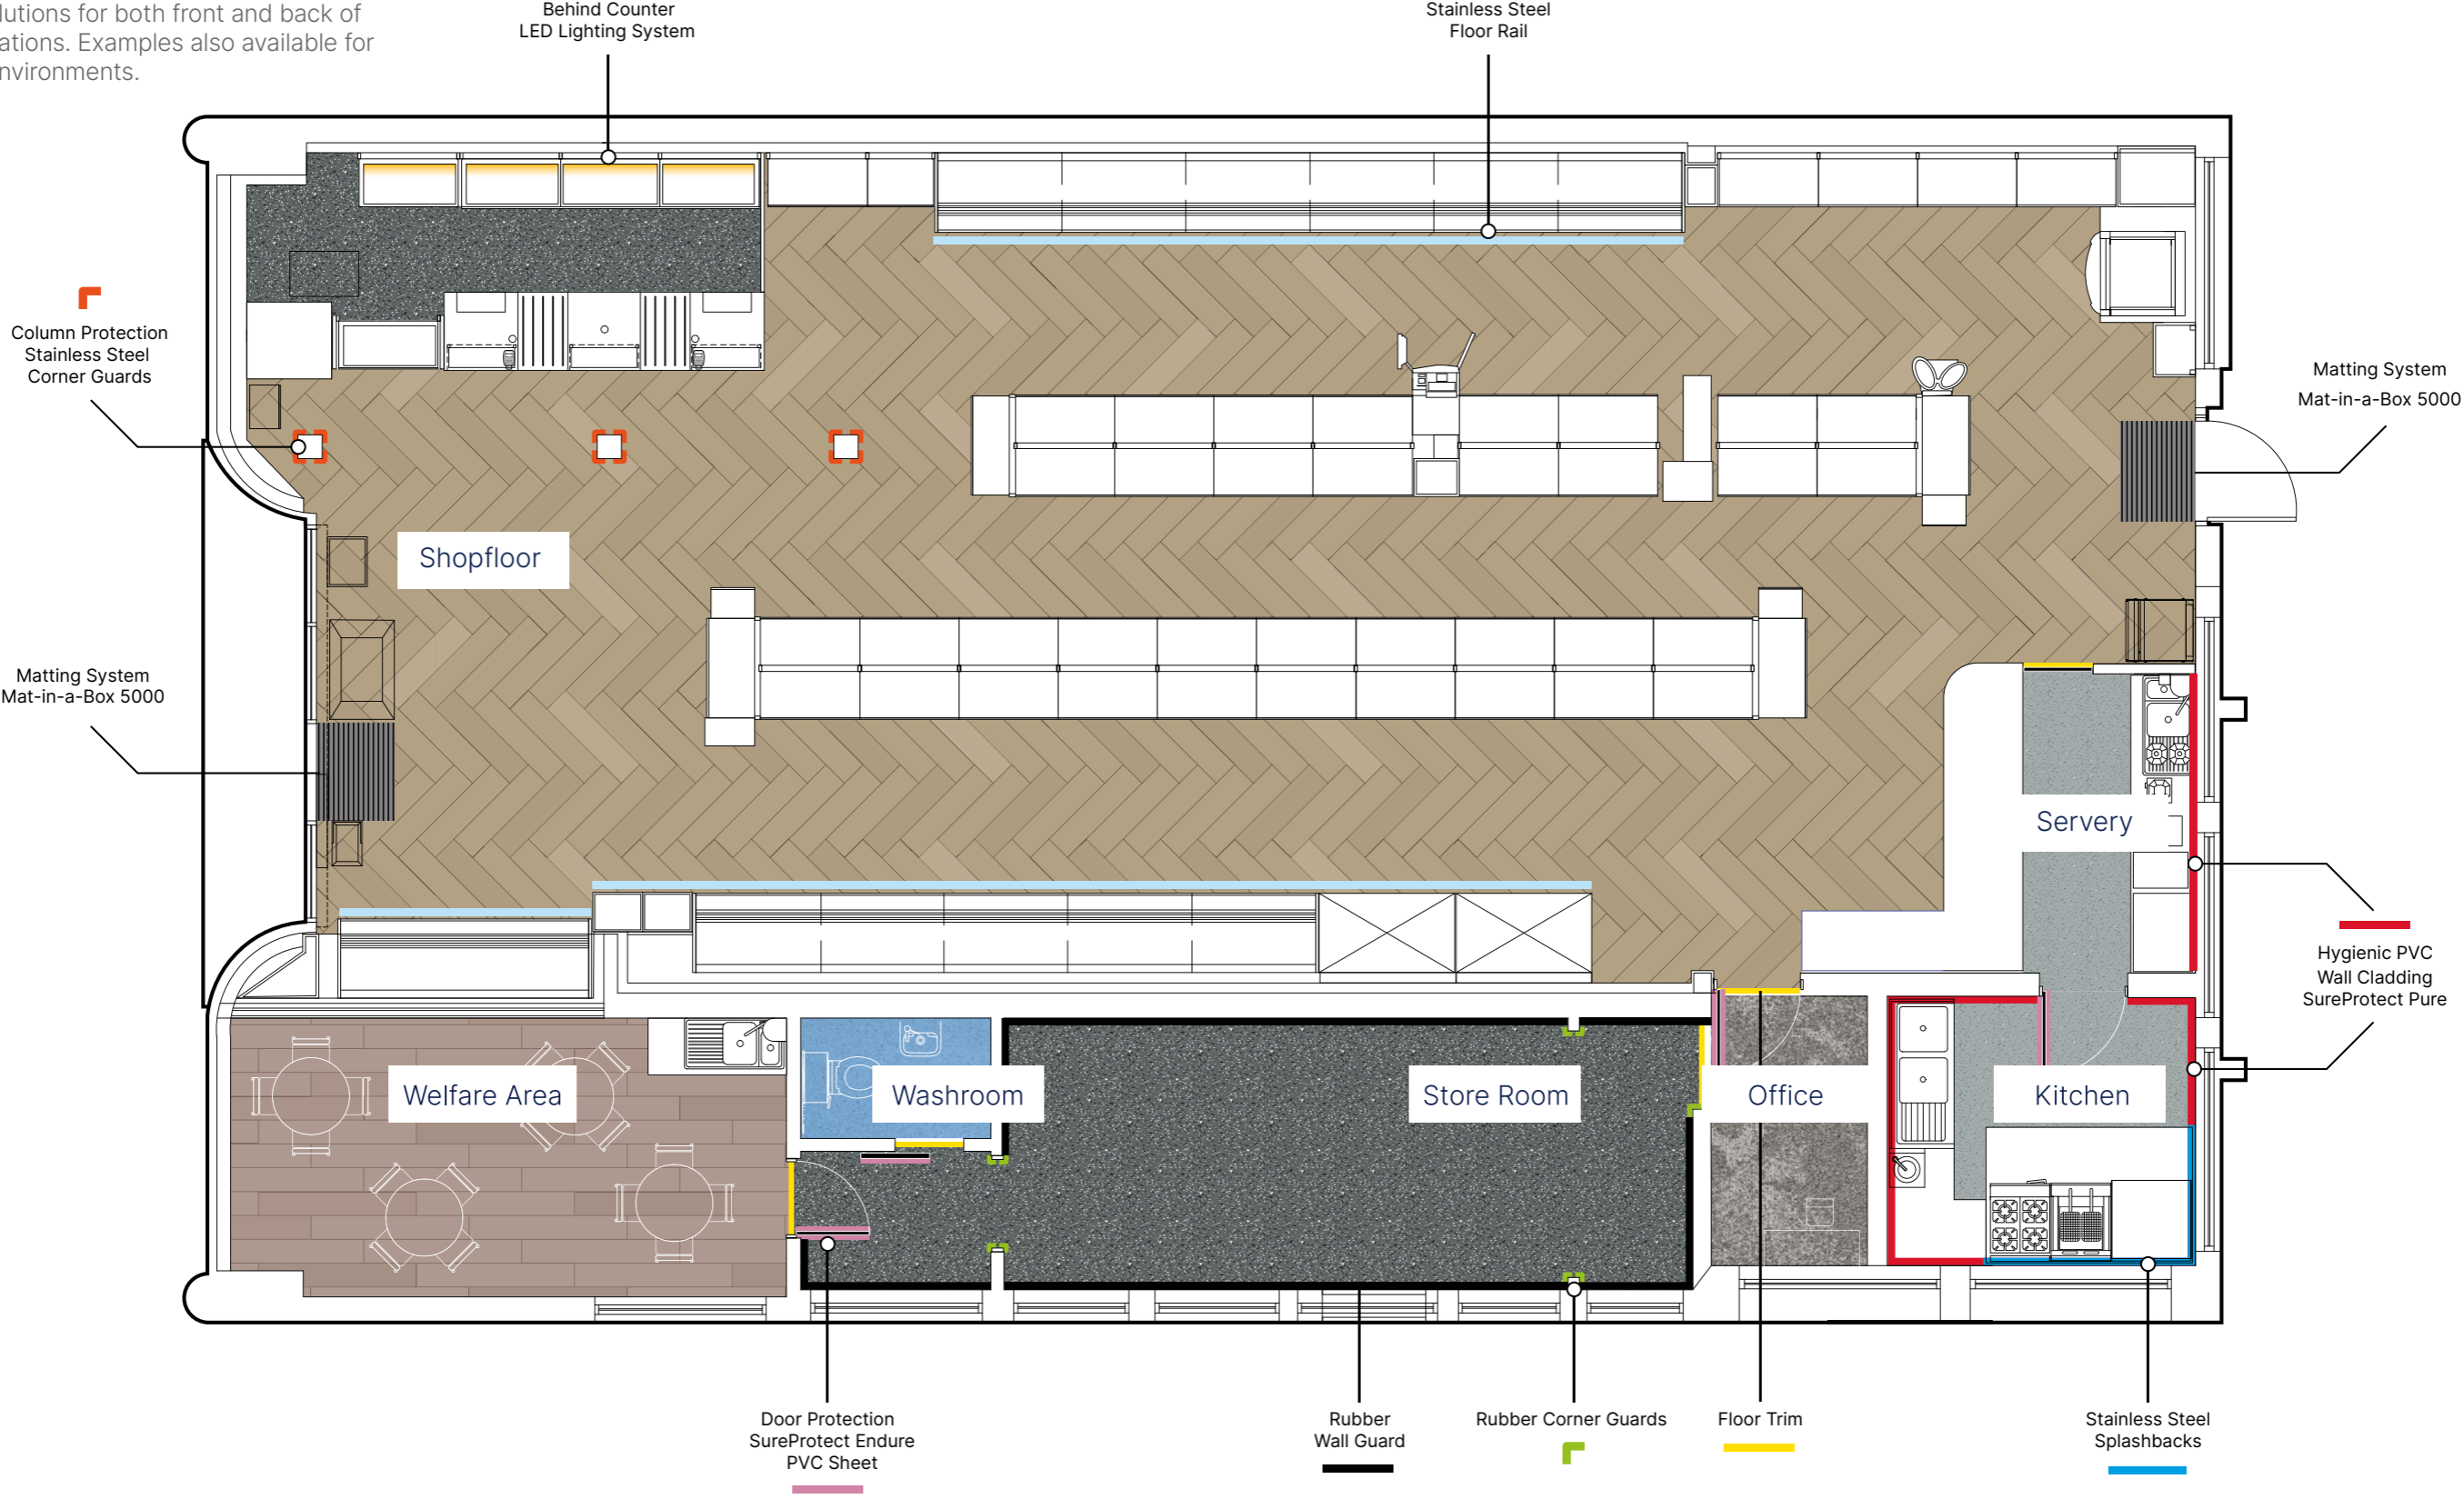 lutions for both front and back of
ations. Examples also available for
nvironments.
Behind Counter
LED Lighting System
Stainless Steel
Floor Rail
Column Protection
Stainless Steel
Corner Guards
Matting System
Mat-in-a-Box 5000
Shopfloor
Matting System
Mat-in-a-Box 5000
Servery
Hygienic PVC
Wall Cladding
SureProtect Pure
Welfare Area
Washroom
Store Room
Office
Kitchen
Door Protection
SureProtect Endure
PVC Sheet
Rubber
Wall Guard
Rubber Corner Guards
Floor Trim
Stainless Steel
Splashbacks